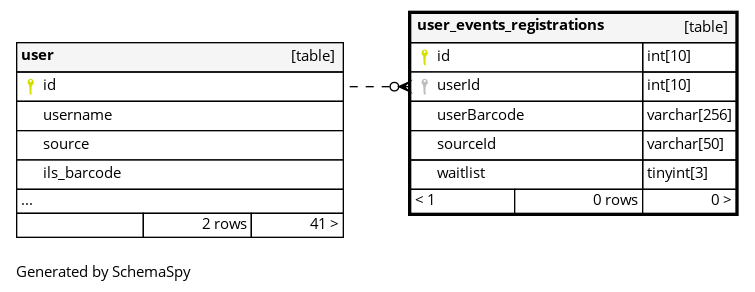 user [table]
id
username
source
ils_barcode
...
2 rows 41 >
user_events_registrations [table]
id int[10]
userId int[10]
userBarcode varchar[256]
sourceId varchar[50]
waitlist tinyint[3]
< 1 0 rows 0 >
Generated by SchemaSpy